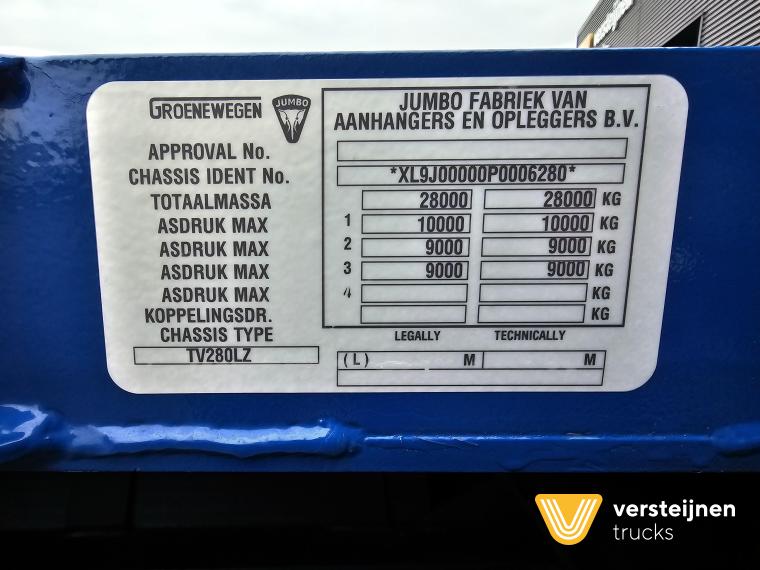 GROENEWEGEN JUMBO
JUMBO FABRIEK VAN
AANHANGERS EN OPLEGGERS B.V.
APPROVAL No.
CHASSIS IDENT No. *XL9J00000P0006280*
TOTAALMASSA 28000 28000 KG
ASDRUK MAX 1 10000 10000 KG
ASDRUK MAX 2 9000 9000 KG
ASDRUK MAX 3 9000 9000 KG
ASDRUK MAX 4 KG
KOPPELINGSDR. KG
CHASSIS TYPE LEGALLY TECHNICALLY
TV280LZ (L) M M
versteijnen
trucks